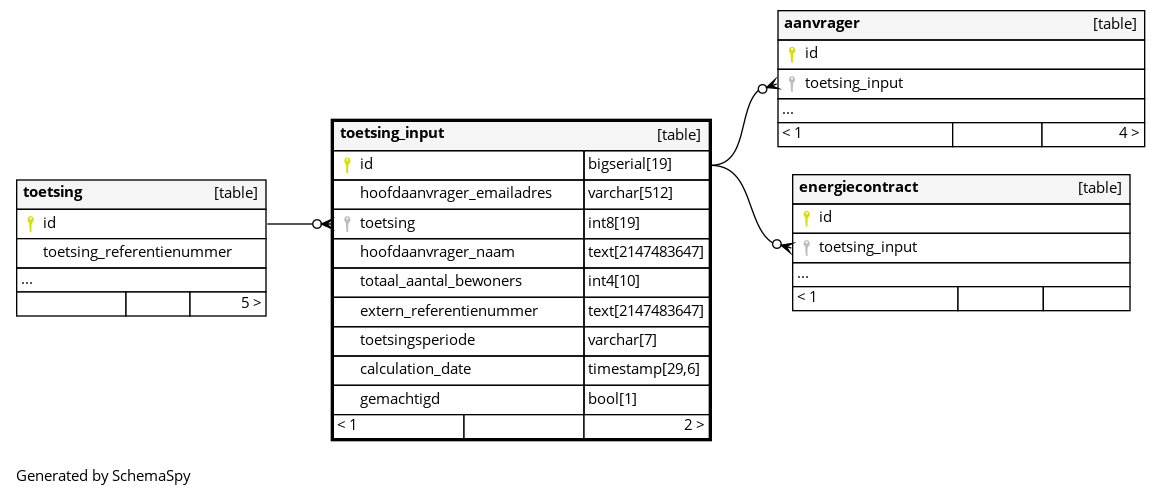 toetsing [table]
id
toetsing_referentienummer
...
5 >
toetsing_input [table]
id bigserial[19]
hoofdaanvrager_emailadres varchar[512]
toetsing int8[19]
hoofdaanvrager_naam text[2147483647]
totaal_aantal_bewoners int4[10]
extern_referentienummer text[2147483647]
toetsingsperiode varchar[7]
calculation_date timestamp[29,6]
gemachtigd bool[1]
< 1 2 >
aanvrager [table]
id
toetsing_input
...
< 1 4 >
energiecontract [table]
id
toetsing_input
...
< 1
Generated by SchemaSpy